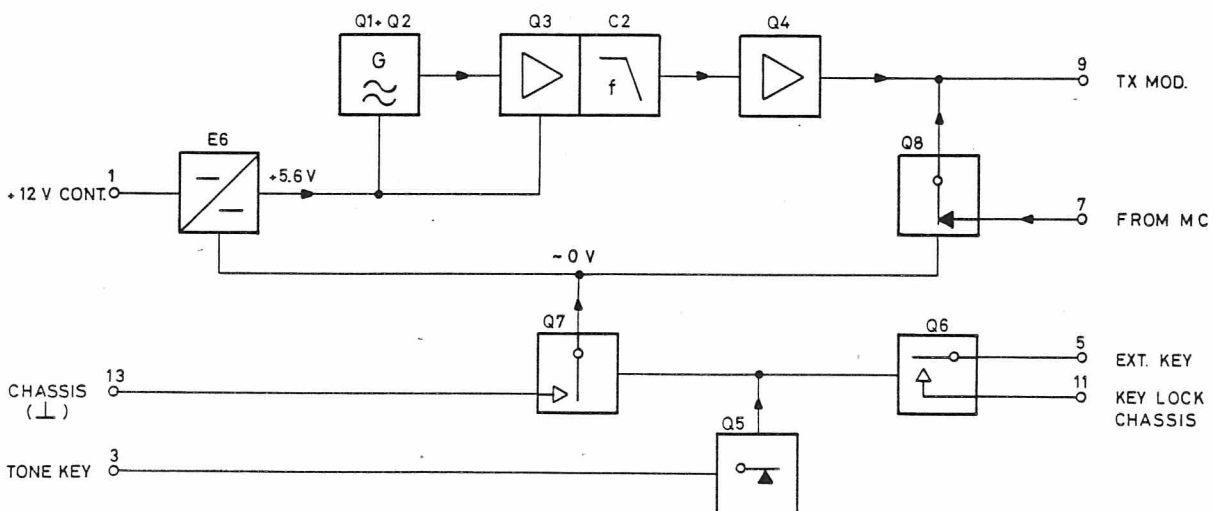 Q1+ Q2
Q3
C2
Q4
G
f
9
TX MOD.
E6
Q8
+5.6 V
1
+12 V CONT.
7
FROM MC
~ 0 V
Q7
Q6
5
EXT. KEY
13
CHASSIS
(⊥)
11
KEY LOCK
CHASSIS
Q5
3
TONE KEY